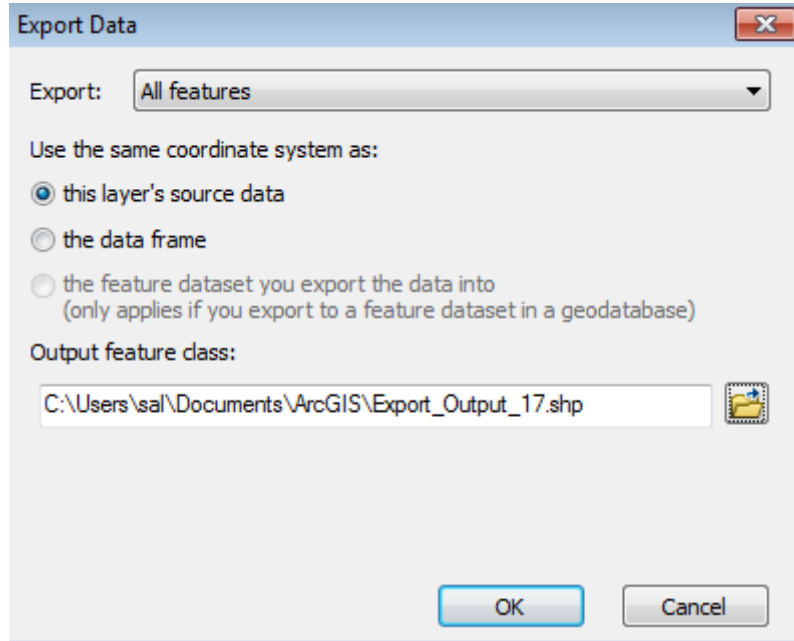 Export Data
Export: All features
Use the same coordinate system as:
this layer's source data
the data frame
the feature dataset you export the data into
(only applies if you export to a feature dataset in a geodatabase)
Output feature class:
C:\Users\sal\Documents\ArcGIS\Export_Output_17.shp
OK Cancel